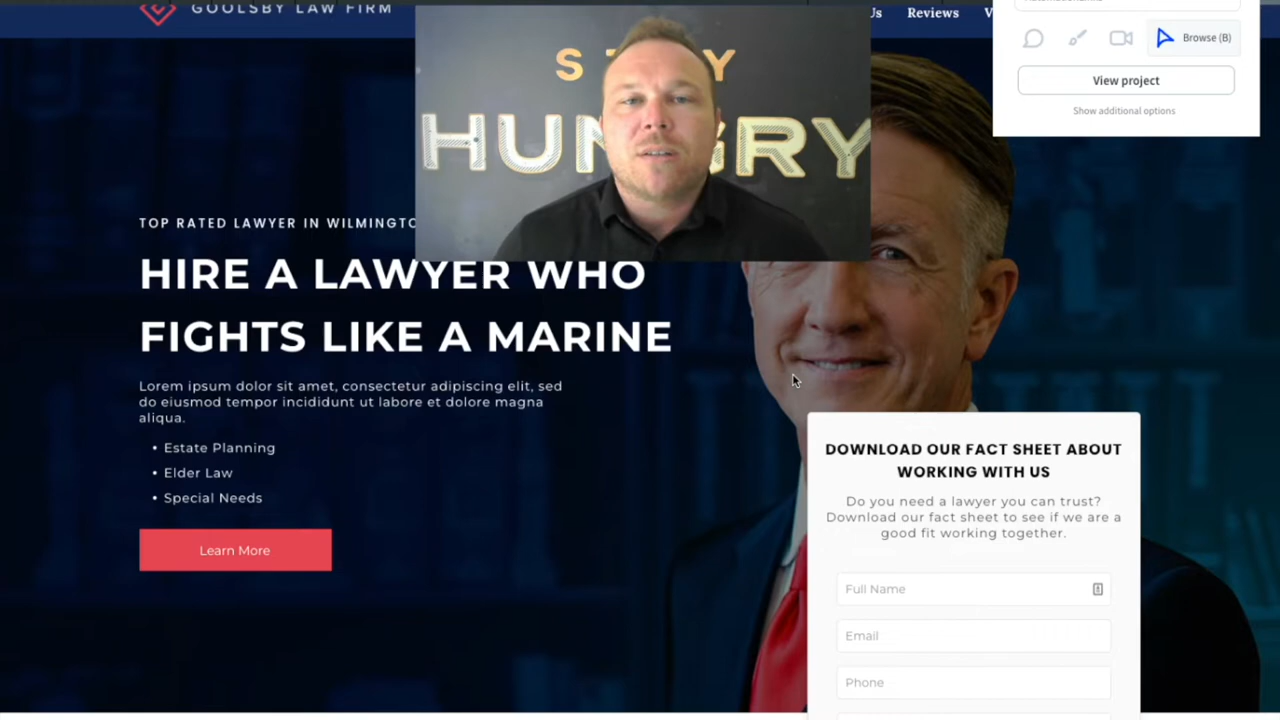 GOOLSBY LAW FIRM
Us
Reviews
Browse (B)
View project
Show additional options
HUNGRY
TOP RATED LAWYER IN
HIRE A LAWYER WHO
FIGHTS LIKE A MARINE
Lorem ipsum dolor sit amet, consectetur adipiscing elit, sed
do eiusmod tempor incididunt ut labore et dolore magna
aliqua.
• Estate Planning
• Elder Law
• Special Needs
Learn More
DOWNLOAD OUR FACT SHEET ABOUT
WORKING WITH US
Do you need a lawyer you can trust?
Download our fact sheet to see if we are a
good fit working together.
Full Name
Email
Phone